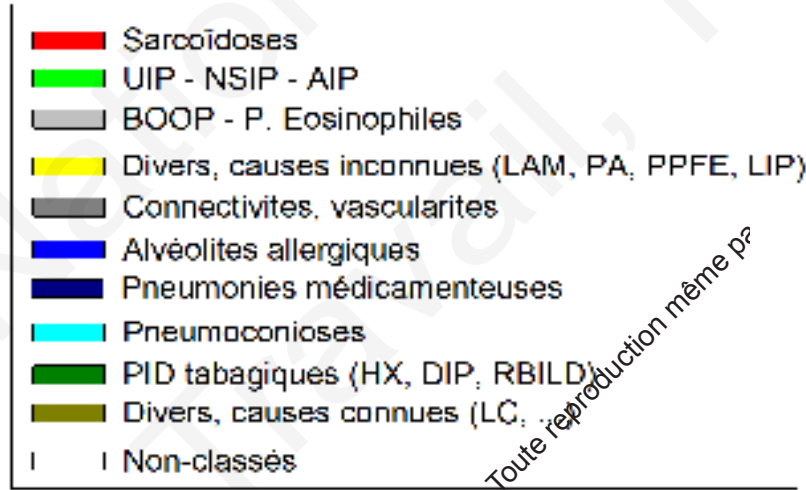 Sarcoïdoses
UIP - NSIP - AIP
BOOP - P. Eosinophiles
Divers, causes inconnues (LAM, PA, PPFE, LIP)
Connectivites, vascularites
Alvéolites allergiques
Pneumonies médicamenteuses
Pneumoconioses
PID tabagiques (HX, DIP, RBILD)
Divers, causes connues (LC, ...)
Non-classés
Toute reproduction même pa
Travail,